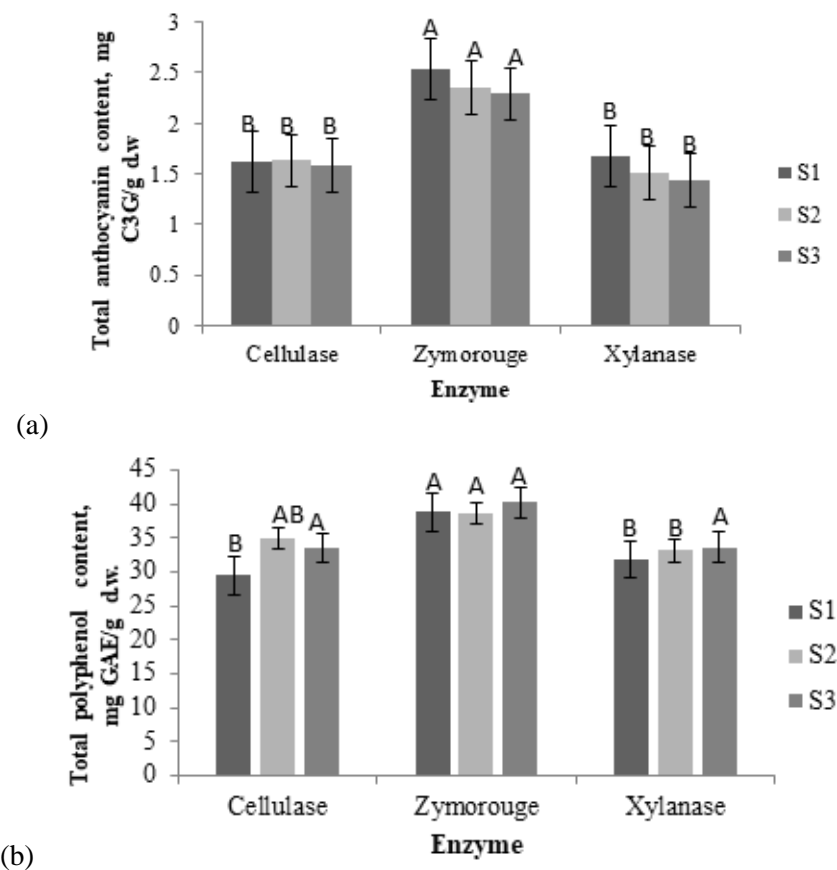 Total anthocyanin content, mg
C3G/g d.w
3
2.5
2
1.5
1
0.5
0
B B B
A A A
B B B
Cellulase Zymorouge Xylanase
Enzyme
S1
S2
S3
(a)
Total polyphenol content,
mg GAE/g d.w.
45
40
35
30
25
20
15
10
5
0
B AB A
A A A
B B A
Cellulase Zymorouge Xylanase
Enzyme
S1
S2
S3
(b)